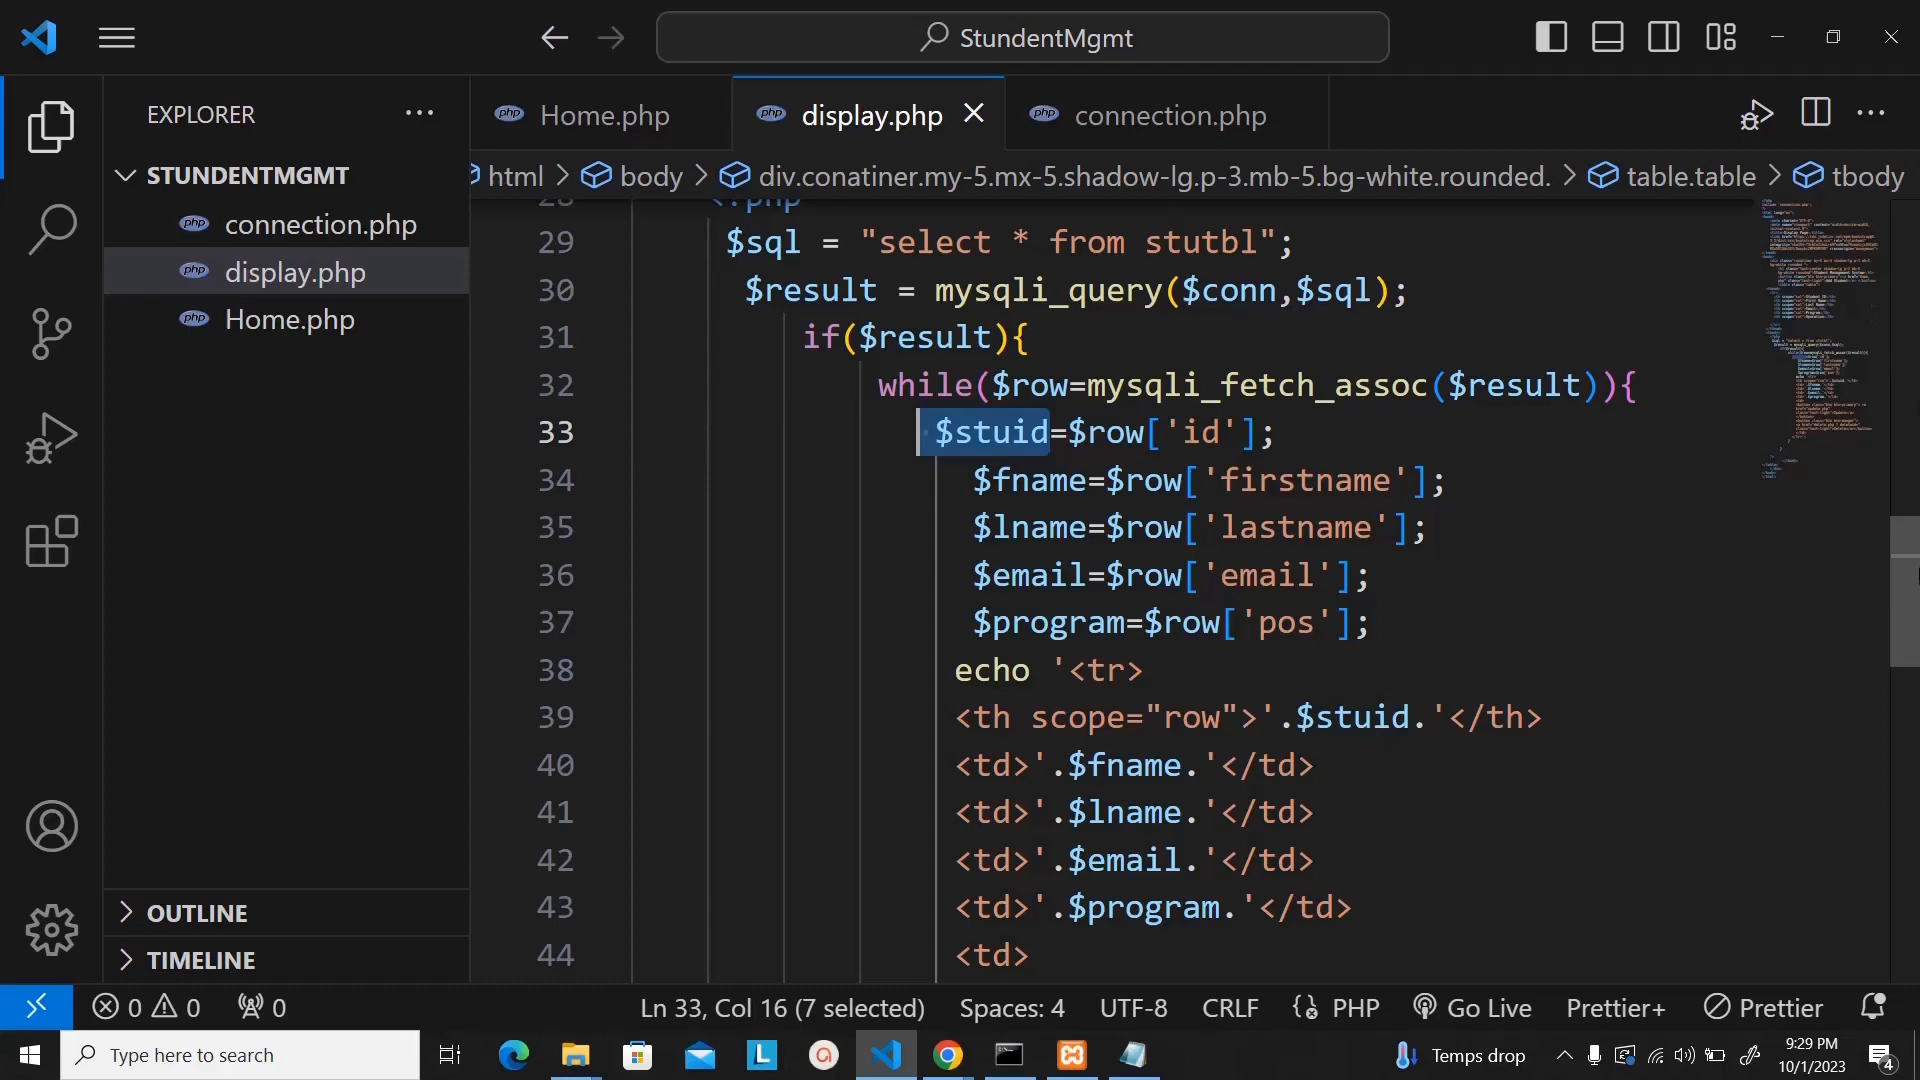 StundentMgmt
EXPLORER
Home.php
display.php
connection.php
html > body > div.conatiner.my-5.mx-5.shadow-lg.p-3.mb-5.bg-white.rounded. > table.table > tbody
STUNDENTMGMT
connection.php
display.php
Home.php
OUTLINE
TIMELINE
28 <?php
29 $sql = "select * from stutbl";
30 $result = mysqli_query($conn,$sql);
31 if($result){
32 while($row=mysqli_fetch_assoc($result)){
33 $stuid=$row['id'];
34 $fname=$row['firstname'];
35 $lname=$row['lastname'];
36 $email=$row['email'];
37 $program=$row['pos'];
38 echo '<tr>
39 <th scope="row">'.$stuid.'</th>
40 <td>'.$fname.'</td>
41 <td>'.$lname.'</td>
42 <td>'.$email.'</td>
43 <td>'.$program.'</td>
44 <td>
0 0 0 Ln 33, Col 16 (7 selected) Spaces: 4 UTF-8 CRLF PHP Go Live Prettier+ Prettier
Type here to search
Temps drop
9:29 PM
10/1/2023
4